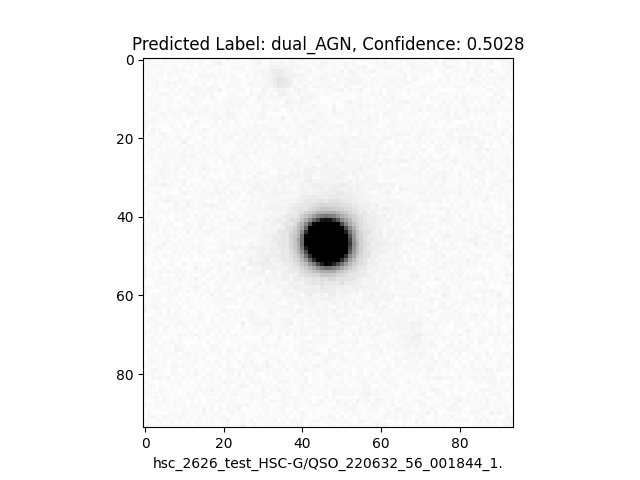 Predicted Label: dual_AGN, Confidence: 0.5028
0
20
40
60
80
0 20 40 60 80
hsc_2626_test_HSC-G/QSO_220632_56_001844_1.